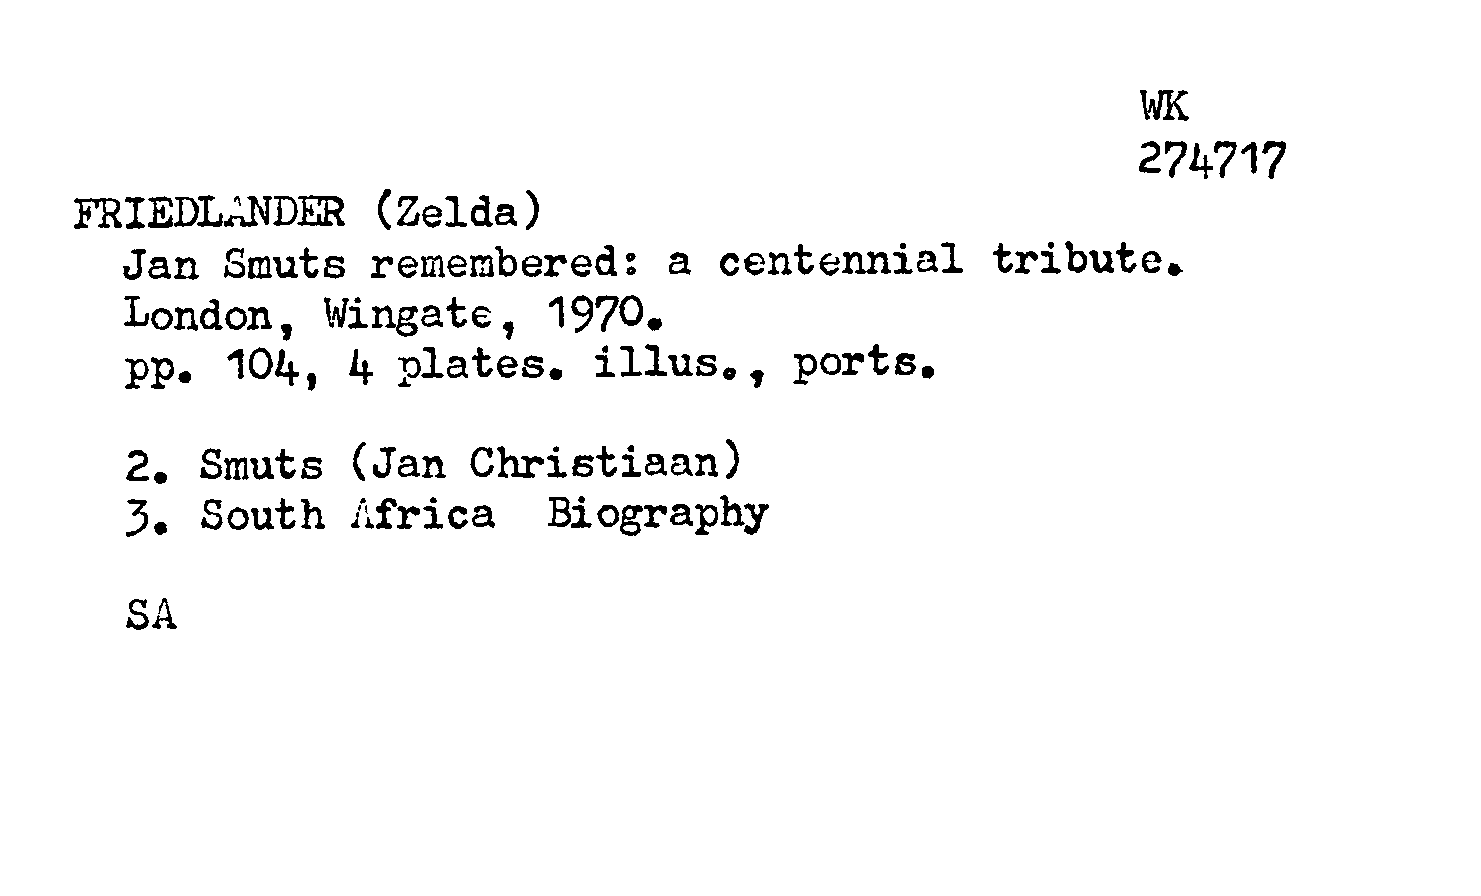 WK
274717
FRIEDLANDER (Zelda)
Jan Smuts remembered: a centennial tribute.
London, Wingate, 1970.
pp. 104, 4 plates. illus., ports.
2. Smuts (Jan Christiaan)
3. South Africa  Biography
SA